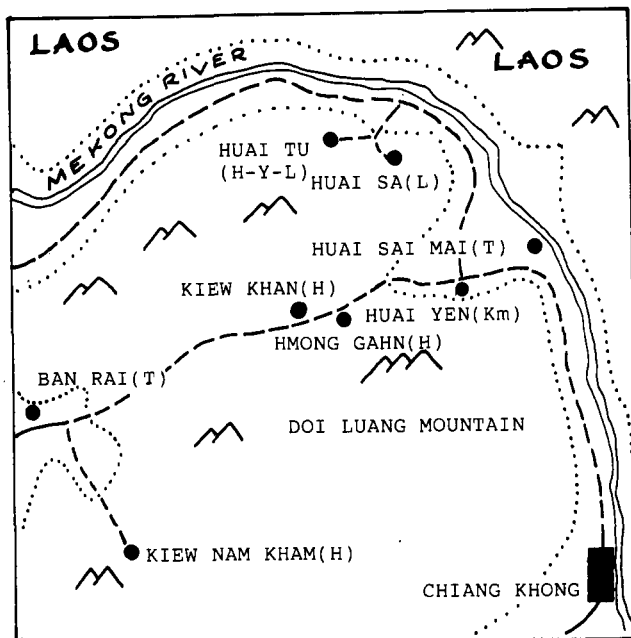 LAOS
LAOS
MEKONG RIVER
HUAI TU
(H-Y-L)
HUAI SA(L)
HUAI SAI MAI(T)
KIEW KHAN(H)
HUAI YEN(Km)
HMONG GAHN(H)
BAN RAI(T)
DOI LUANG MOUNTAIN
KIEW NAM KHAM(H)
CHIANG KHONG